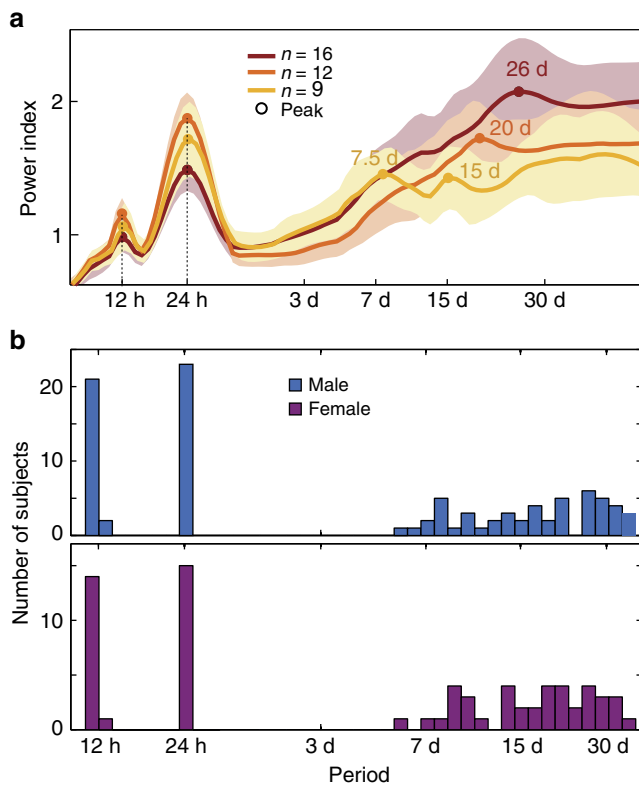 a
Power index
2
1
n = 16
n = 12
n = 9
Peak
26 d
20 d
7.5 d
15 d
12 h 24 h 3 d 7 d 15 d 30 d
b
Number of subjects
20
10
0
Male
Female
10
0
12 h 24 h 3 d 7 d 15 d 30 d
Period